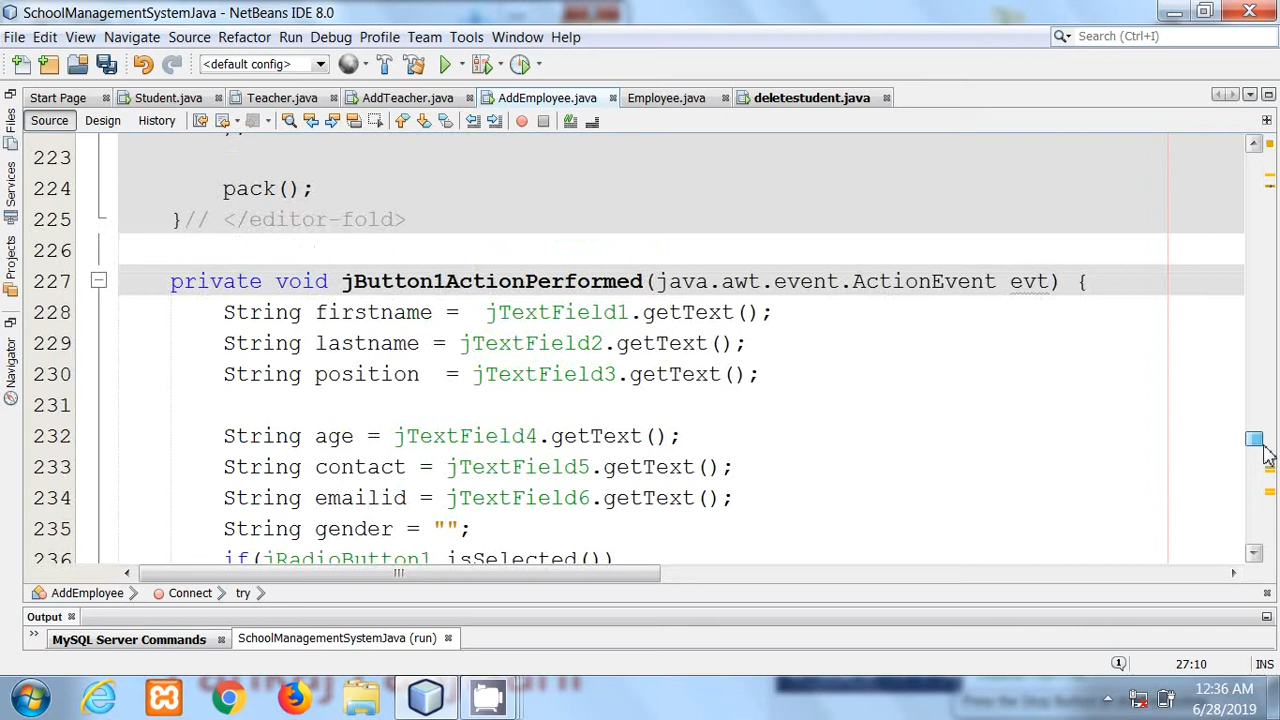 SchoolManagementSystemJava - NetBeans IDE 8.0
File Edit View Navigate Source Refactor Run Debug Profile Team Tools Window Help
Search (Ctrl+I)
<default config>
Start Page Student.java Teacher.java AddTeacher.java AddEmployee.java Employee.java deletestudent.java
Source Design History
Files
Services
Projects
Navigator
223
224 pack();
225 }// </editor-fold>
226
227 private void jButton1ActionPerformed(java.awt.event.ActionEvent evt) {
228 String firstname = jTextField1.getText();
229 String lastname = jTextField2.getText();
230 String position = jTextField3.getText();
231
232 String age = jTextField4.getText();
233 String contact = jTextField5.getText();
234 String emailid = jTextField6.getText();
235 String gender = "";
236 if(jRadioButton1.isSelected())
AddEmployee Connect try
Output
MySQL Server Commands SchoolManagementSystemJava (run)
1 27:10 INS
12:36 AM
6/28/2019